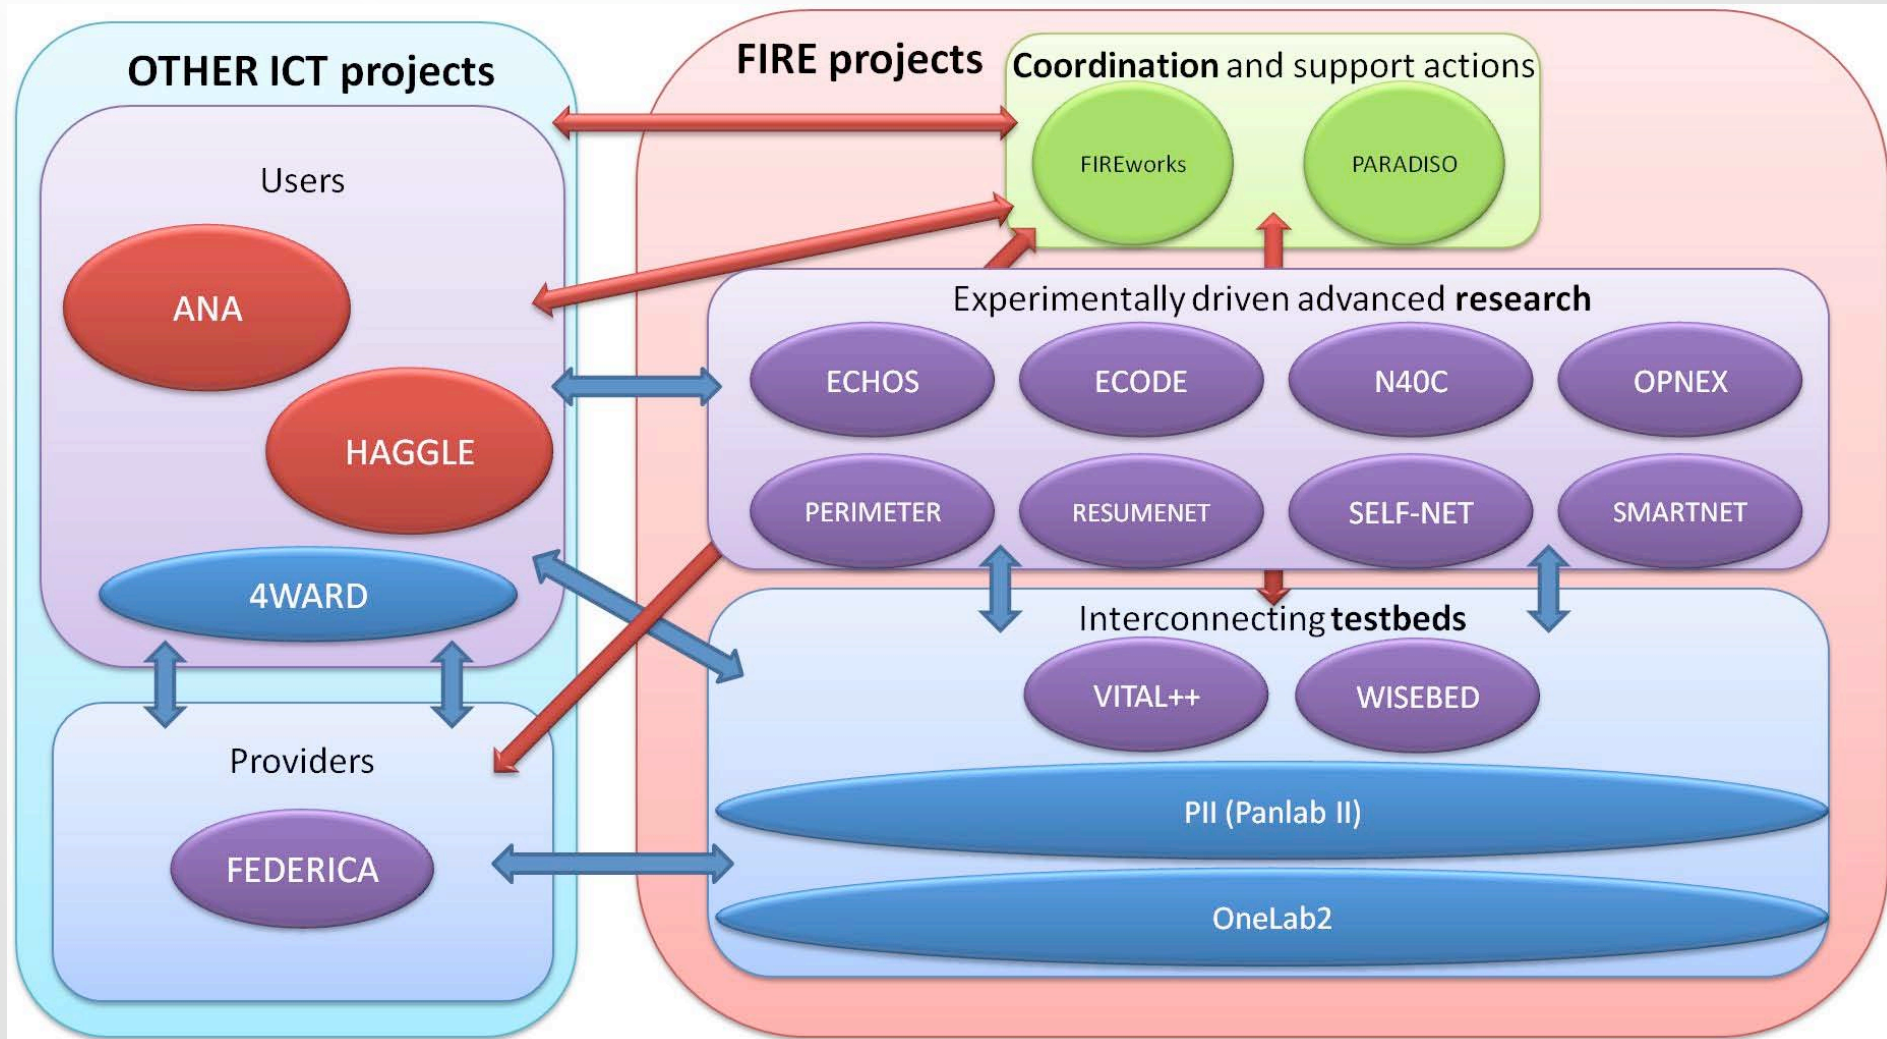 OTHER ICT projects
Users
ANA
HAGGLE
4WARD
Providers
FEDERICA
FIRE projects
Coordination and support actions
FIREworks
PARADISO
Experimentally driven advanced research
ECHOS
ECODE
N40C
OPNEX
PERIMETER
RESUMENET
SELF-NET
SMARTNET
Interconnecting testbeds
VITAL++
WISEBED
PII (Panlab II)
OneLab2